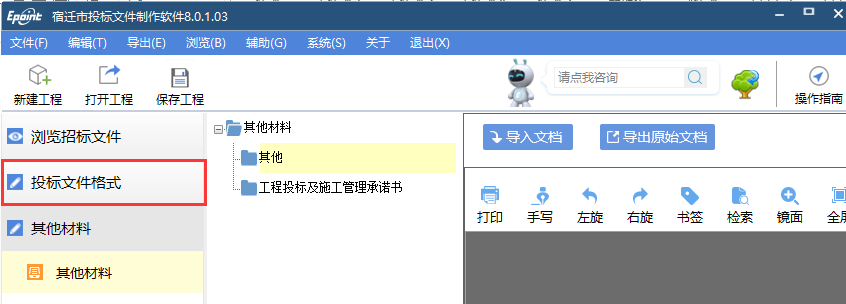 Epoint 宿迁市投标文件制作软件8.0.1.03
文件(F) 编辑(T) 导出(E) 浏览(B) 辅助(G) 系统(S) 关于 退出(X)
新建工程 打开工程 保存工程 请点我咨询 操作指南
浏览招标文件
投标文件格式
其他材料
其他材料
其他材料
其他
工程投标及施工管理承诺书
导入文档 导出原始文档
打印 手写 左旋 右旋 书签 检索 镜面 全屏